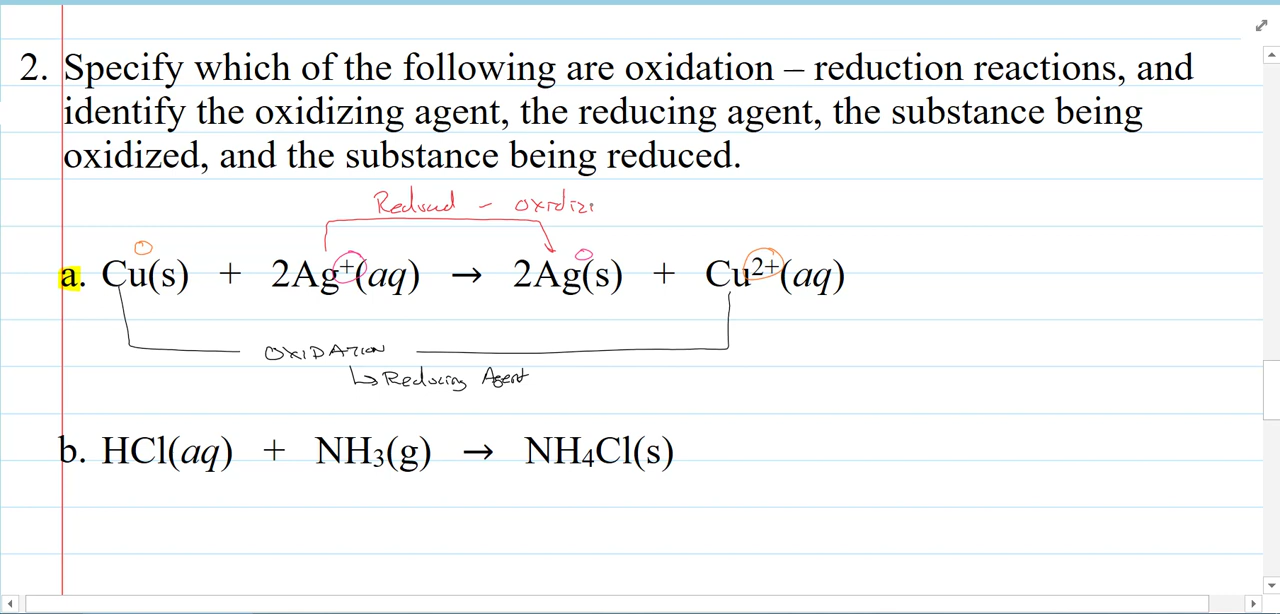 2. Specify which of the following are oxidation – reduction reactions, and
identify the oxidizing agent, the reducing agent, the substance being
oxidized, and the substance being reduced.
Reduced - oxidizi
a. Cu(s) + 2Ag⁺(aq) → 2Ag(s) + Cu²⁺(aq)
OXIDATION
↳ Reducing Agent
b. HCl(aq) + NH₃(g) → NH₄Cl(s)